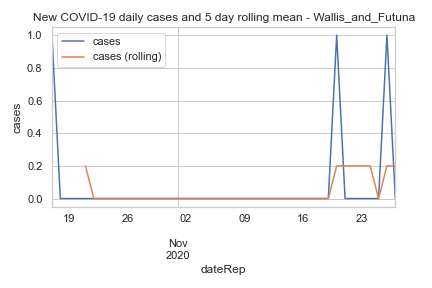 New COVID-19 daily cases and 5 day rolling mean - Wallis_and_Futuna
cases
cases (rolling)
1.0
0.8
0.6
0.4
0.2
0.0
cases
19 26 02 09 16 23
Nov
2020
dateRep